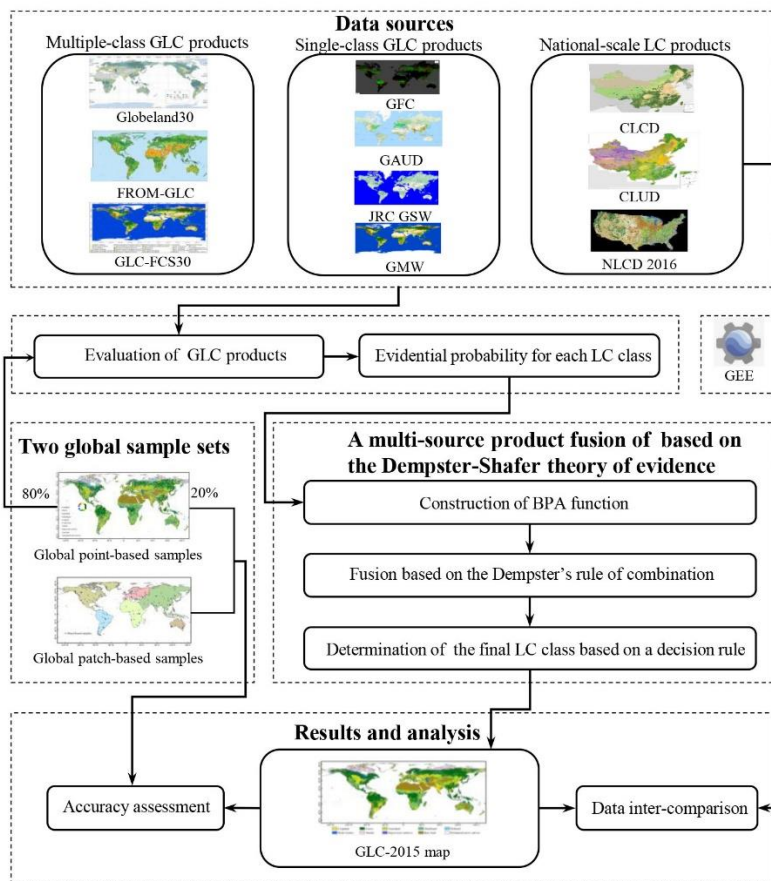 Data sources
Multiple-class GLC products
Single-class GLC products
National-scale LC products
Globeland30
FROM-GLC
GLC-FCS30
GFC
GAUD
JRC GSW
GMW
CLCD
CLUD
NLCD 2016
Evaluation of GLC products
Evidential probability for each LC class
GEE
Two global sample sets
80%
20%
Global point-based samples
Global patch-based samples
A multi-source product fusion of based on
the Dempster-Shafer theory of evidence
Construction of BPA function
Fusion based on the Dempster's rule of combination
Determination of the final LC class based on a decision rule
Results and analysis
Accuracy assessment
GLC-2015 map
Data inter-comparison